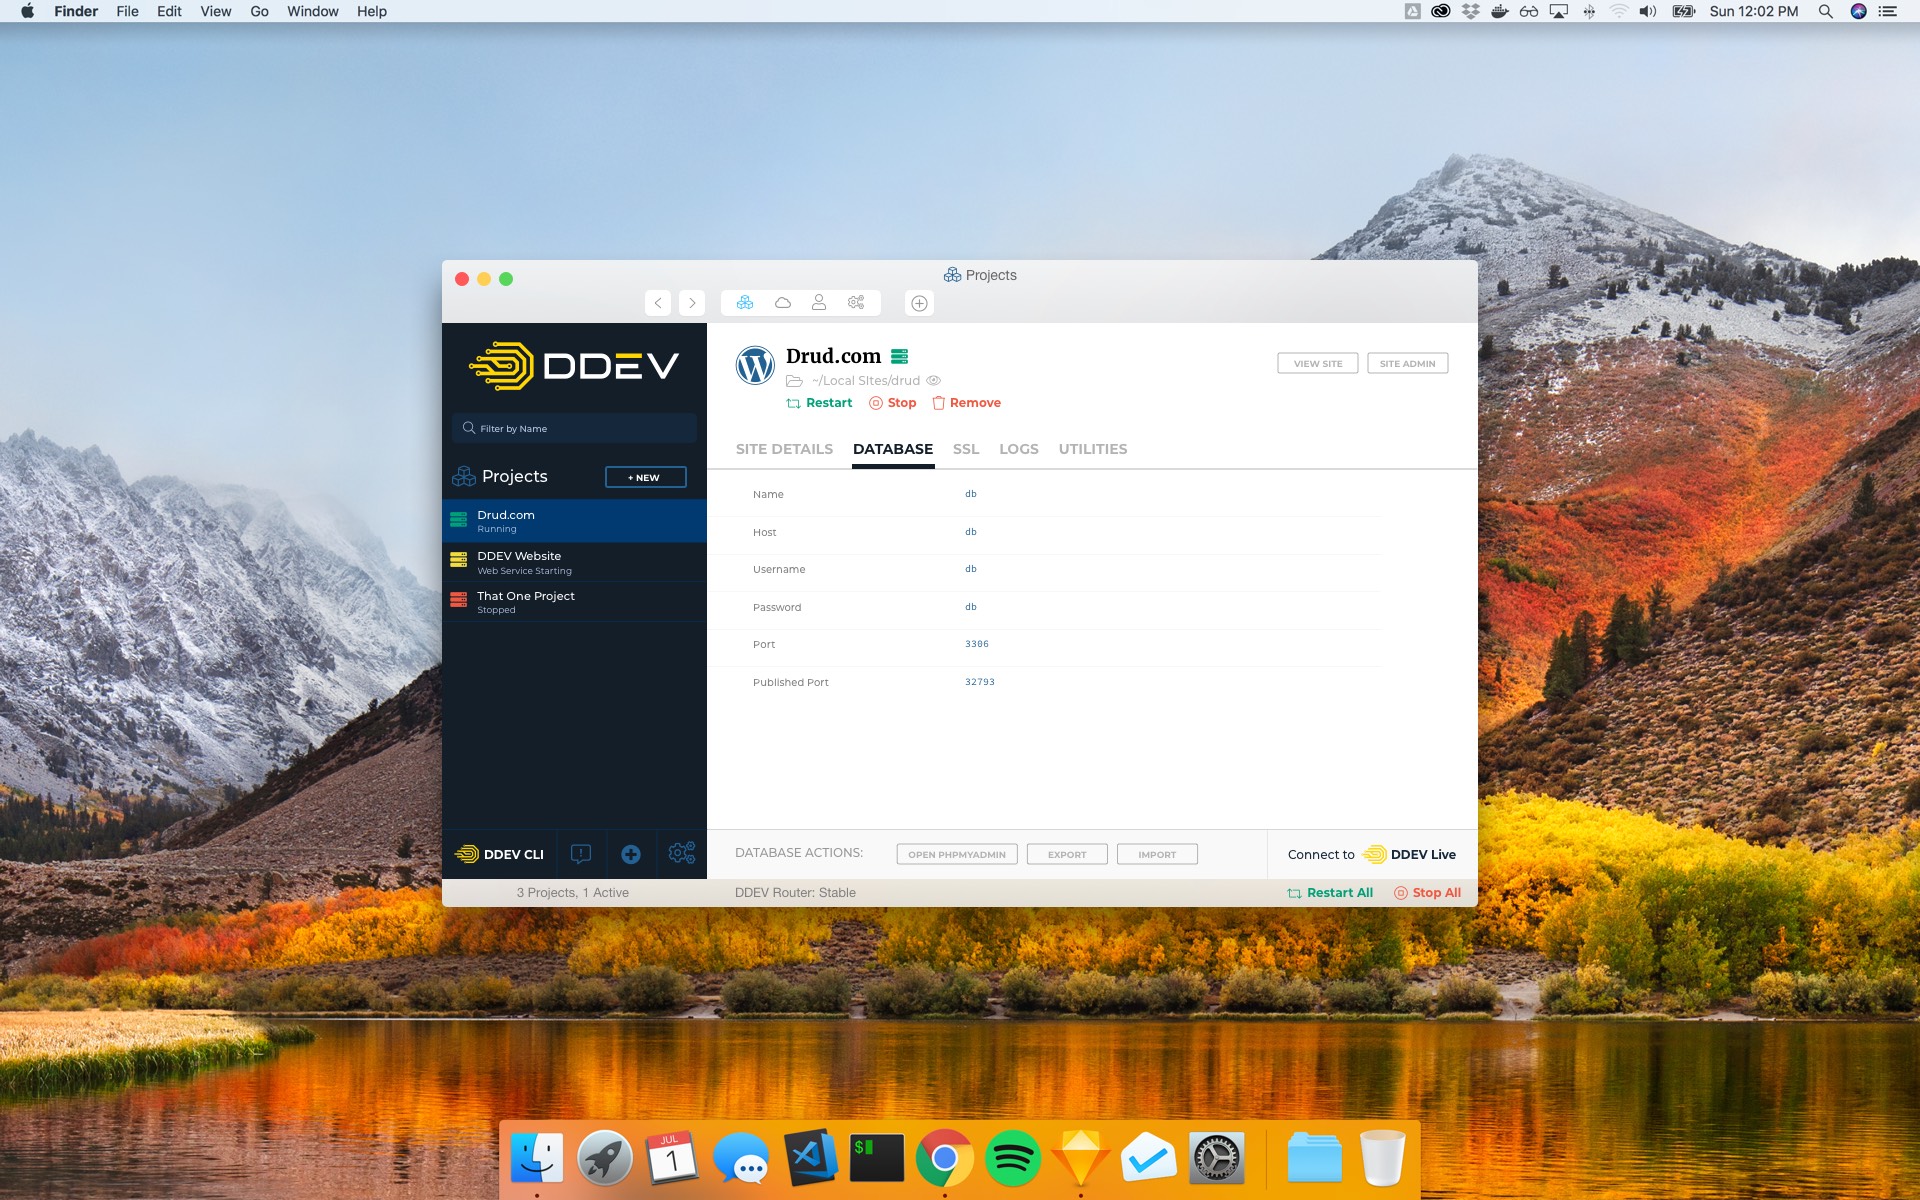 Finder File Edit View Go Window Help
Sun 12:02 PM
Projects
DDEV
Filter by Name
Projects
+ NEW
Drud.com
Running
DDEV Website
Web Service Starting
That One Project
Stopped
DDEV CLI
3 Projects, 1 Active
Drud.com
~/Local SItes/drud
Restart Stop Remove
VIEW SITE SITE ADMIN
SITE DETAILS DATABASE SSL LOGS UTILITIES
Name db
Host db
Username db
Password db
Port 3306
Published Port 32793
DATABASE ACTIONS: OPEN PHPMYADMIN EXPORT IMPORT
Connect to DDEV Live
DDEV Router: Stable
Restart All Stop All
JUL
1
$